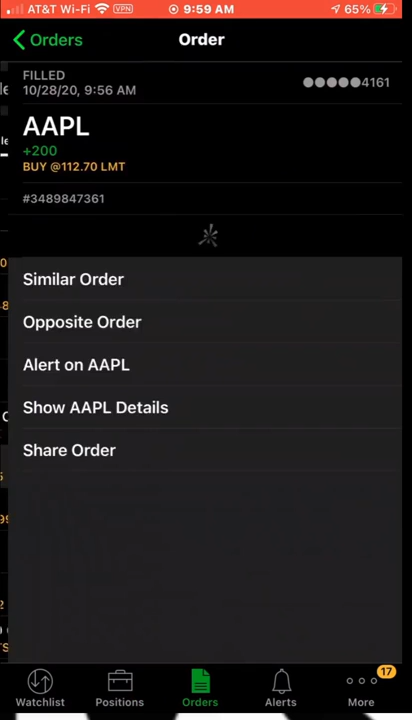 AT&T Wi-Fi VPN 9:59 AM 65%
Orders Order
FILLED
10/28/20, 9:56 AM ●●●●●4161
AAPL
+200
BUY @112.70 LMT
#3489847361
Similar Order
Opposite Order
Alert on AAPL
Show AAPL Details
Share Order
17
Watchlist Positions Orders Alerts More